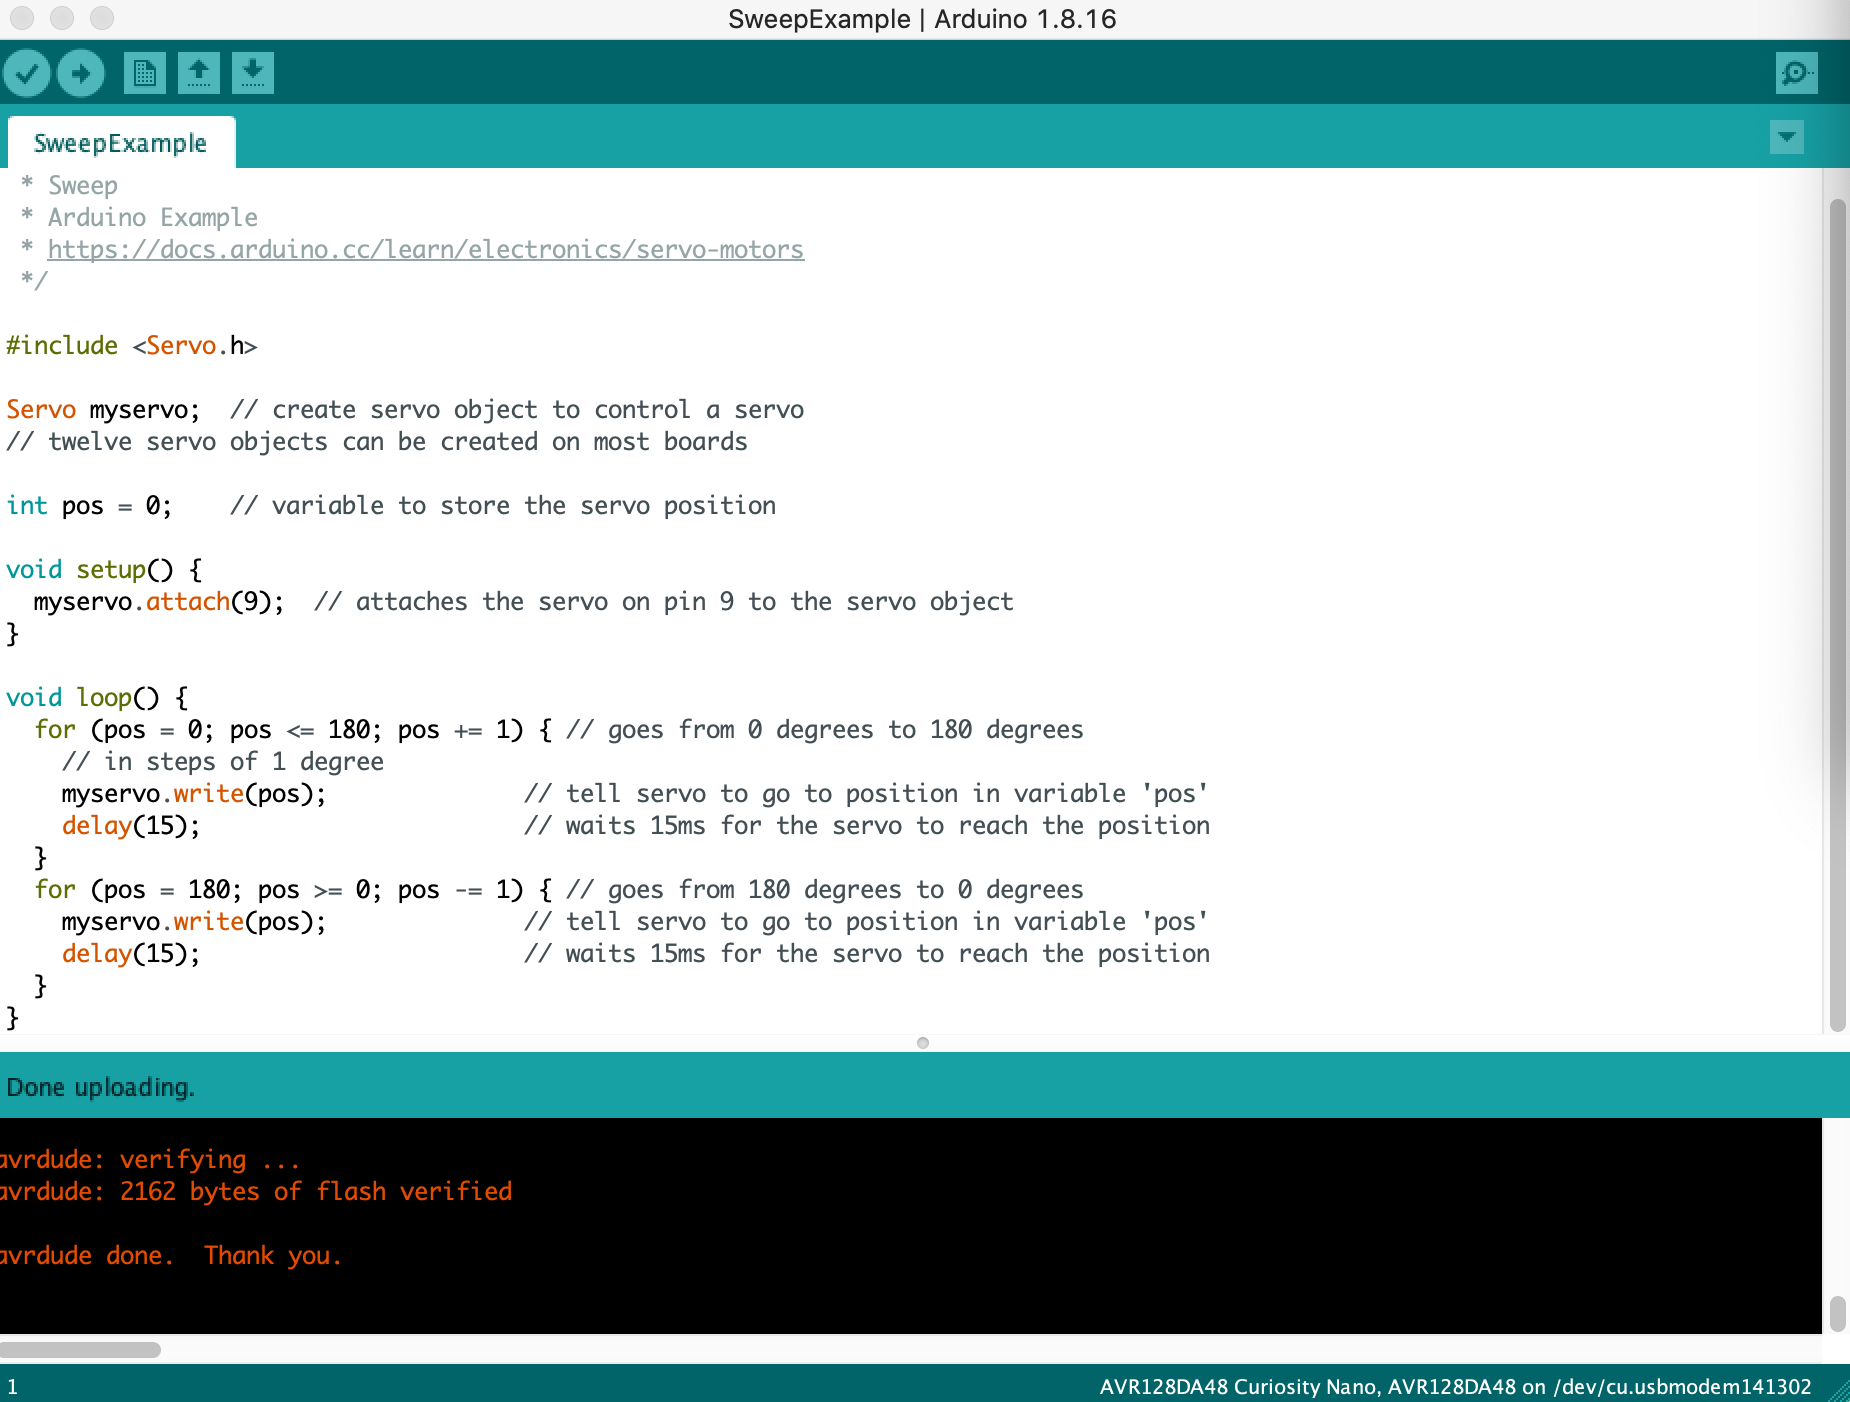 SweepExample | Arduino 1.8.16
SweepExample
* Sweep
* Arduino Example
* https://docs.arduino.cc/learn/electronics/servo-motors
*/
#include <Servo.h>
Servo myservo;  // create servo object to control a servo
// twelve servo objects can be created on most boards
int pos = 0;    // variable to store the servo position
void setup() {
  myservo.attach(9);  // attaches the servo on pin 9 to the servo object
}
void loop() {
  for (pos = 0; pos <= 180; pos += 1) { // goes from 0 degrees to 180 degrees
    // in steps of 1 degree
    myservo.write(pos);              // tell servo to go to position in variable 'pos'
    delay(15);                       // waits 15ms for the servo to reach the position
  }
  for (pos = 180; pos >= 0; pos -= 1) { // goes from 180 degrees to 0 degrees
    myservo.write(pos);              // tell servo to go to position in variable 'pos'
    delay(15);                       // waits 15ms for the servo to reach the position
  }
}
Done uploading.
avrdude: verifying ...
avrdude: 2162 bytes of flash verified
avrdude done.  Thank you.
1
AVR128DA48 Curiosity Nano, AVR128DA48 on /dev/cu.usbmodem141302